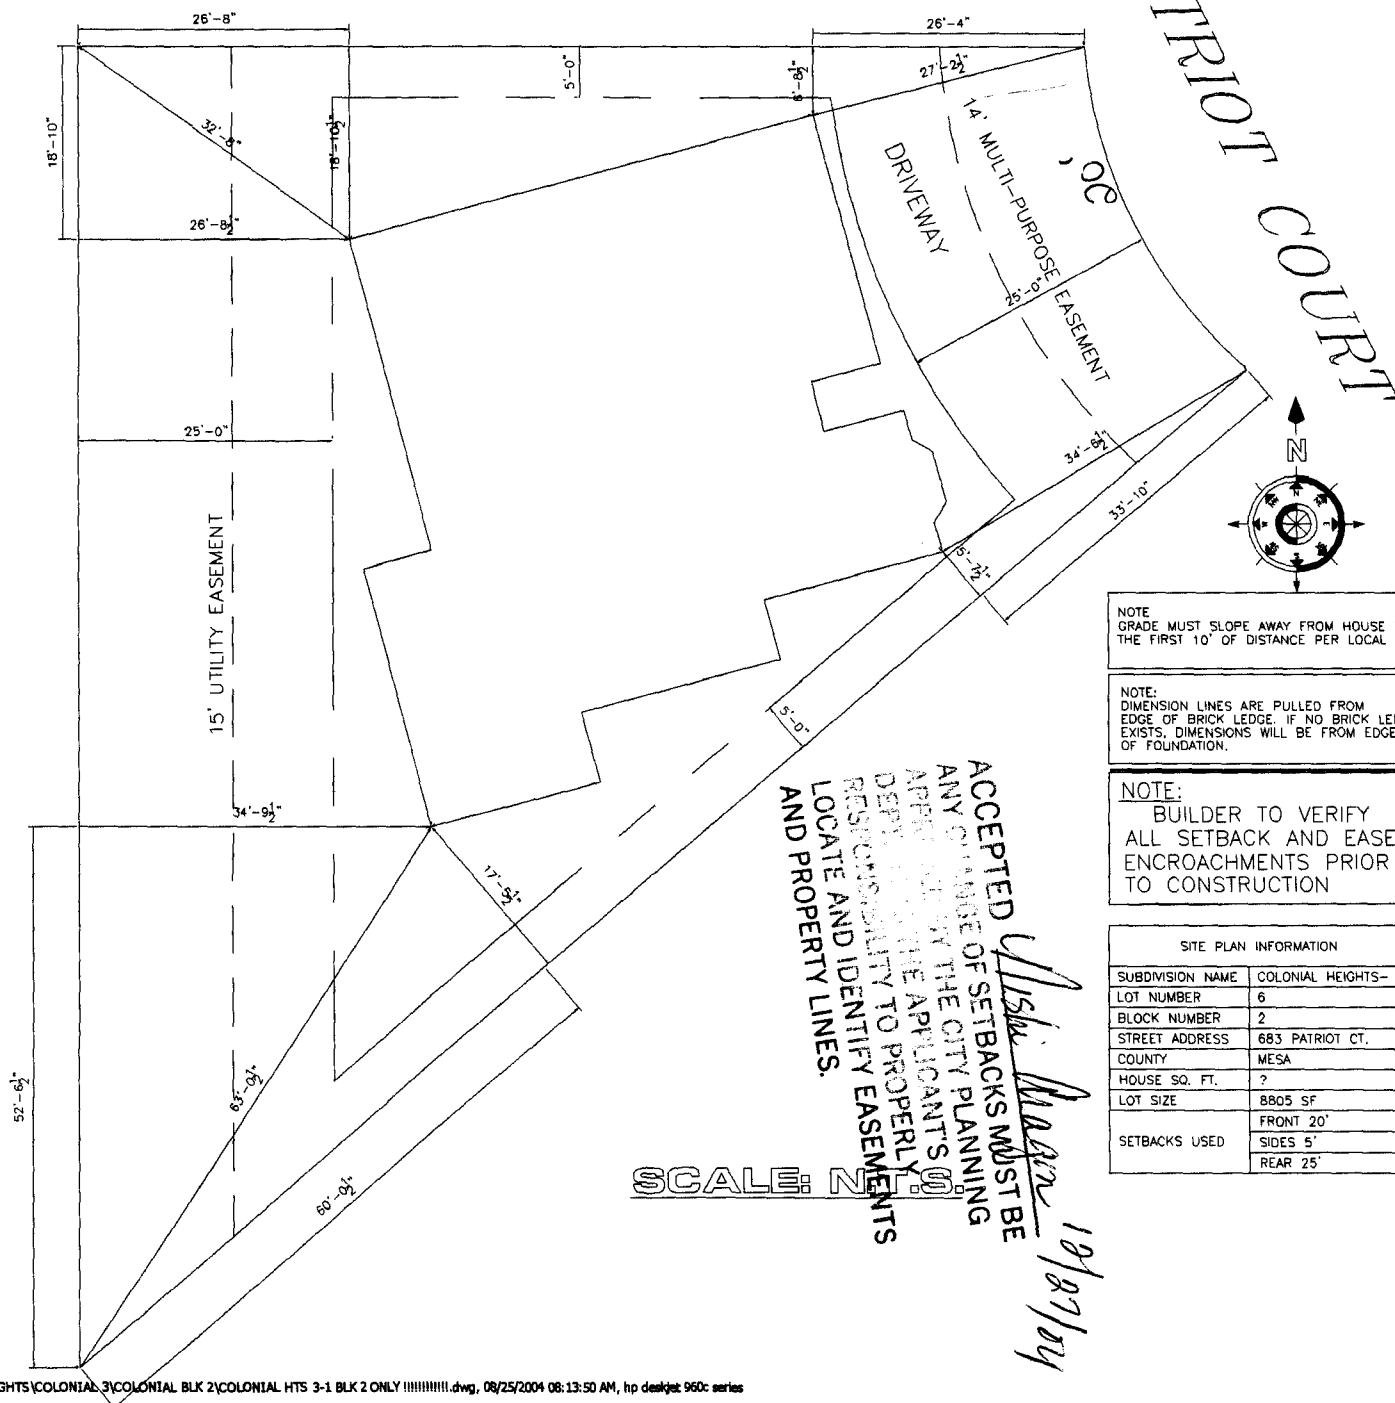 26'-8"
26'-4"
TRIOT COURT
5'-0"
27'-2½"
18'-10"
32'-8"
18'-10½"
14' MULTI-PURPOSE EASEMENT
DRIVEWAY
26'-8½"
25'-0"
25'-0"
34'-6½"
33'-10"
N
15' UTILITY EASEMENT
5'-7½"
5'-0"
34'-9½"
17'-5½"
63'-0½"
52'-6½"
60'-0½"
NOTE
GRADE MUST SLOPE AWAY FROM HOUSE
THE FIRST 10' OF DISTANCE PER LOCAL
NOTE:
DIMENSION LINES ARE PULLED FROM
EDGE OF BRICK LEDGE. IF NO BRICK LE
EXISTS, DIMENSIONS WILL BE FROM EDGE
OF FOUNDATION.
NOTE:
BUILDER TO VERIFY
ALL SETBACK AND EASE
ENCROACHMENTS PRIOR
TO CONSTRUCTION
ACCEPTED
ANY CHANGE OF SETBACKS MUST BE
BY THE CITY PLANNING
THE APPLICANT'S
RESPONSIBILITY TO PROPERLY
LOCATE AND IDENTIFY EASEMENTS
AND PROPERTY LINES.
12/27/04
SCALE: N.T.S.
SITE PLAN INFORMATION
SUBDIVISION NAME COLONIAL HEIGHTS-
LOT NUMBER 6
BLOCK NUMBER 2
STREET ADDRESS 683 PATRIOT CT.
COUNTY MESA
HOUSE SQ. FT. ?
LOT SIZE 8805 SF
SETBACKS USED FRONT 20'
SIDES 5'
REAR 25'
GHTS\COLONIAL 3\COLONIAL BLK 2\COLONIAL HTS 3-1 BLK 2 ONLY !!!!!!!!!!!!.dwg, 08/25/2004 08:13:50 AM, hp deskjet 960c series